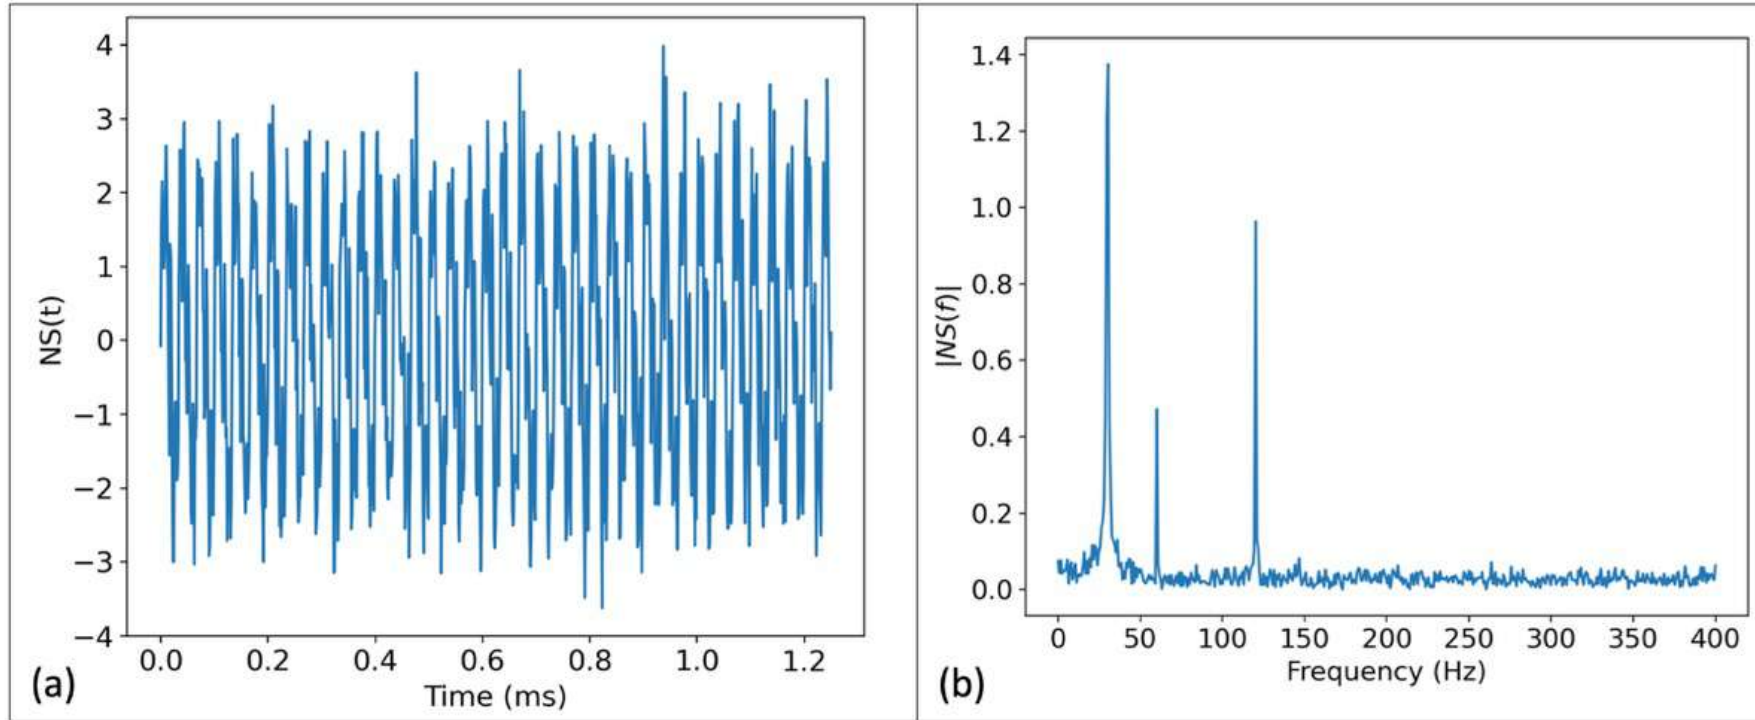 4
3
2
1
0
−1
−2
−3
−4
NS(t)
0.0 0.2 0.4 0.6 0.8 1.0 1.2
Time (ms)
(a)
1.4
1.2
1.0
0.8
0.6
0.4
0.2
0.0
|NS(f)|
0 50 100 150 200 250 300 350 400
Frequency (Hz)
(b)